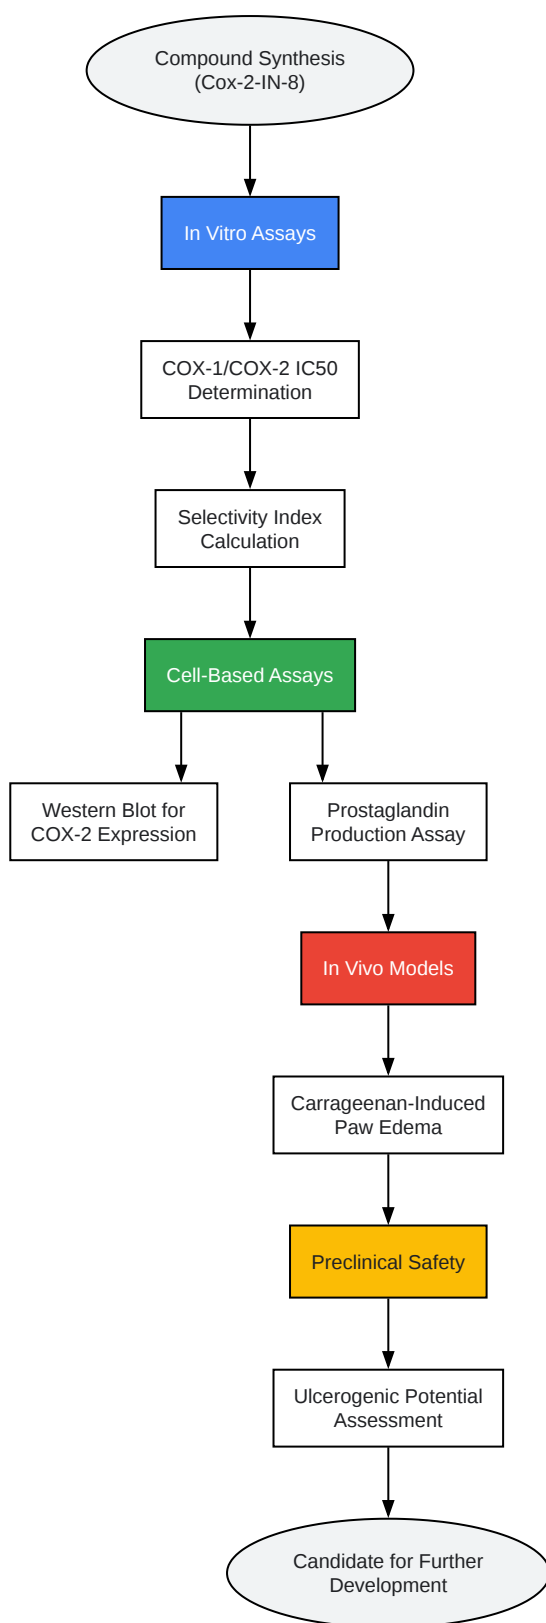 Compound Synthesis
(Cox-2-IN-8)
In Vitro Assays
COX-1/COX-2 IC50
Determination
Selectivity Index
Calculation
Cell-Based Assays
Western Blot for
COX-2 Expression
Prostaglandin
Production Assay
In Vivo Models
Carrageenan-Induced
Paw Edema
Preclinical Safety
Ulcerogenic Potential
Assessment
Candidate for Further
Development